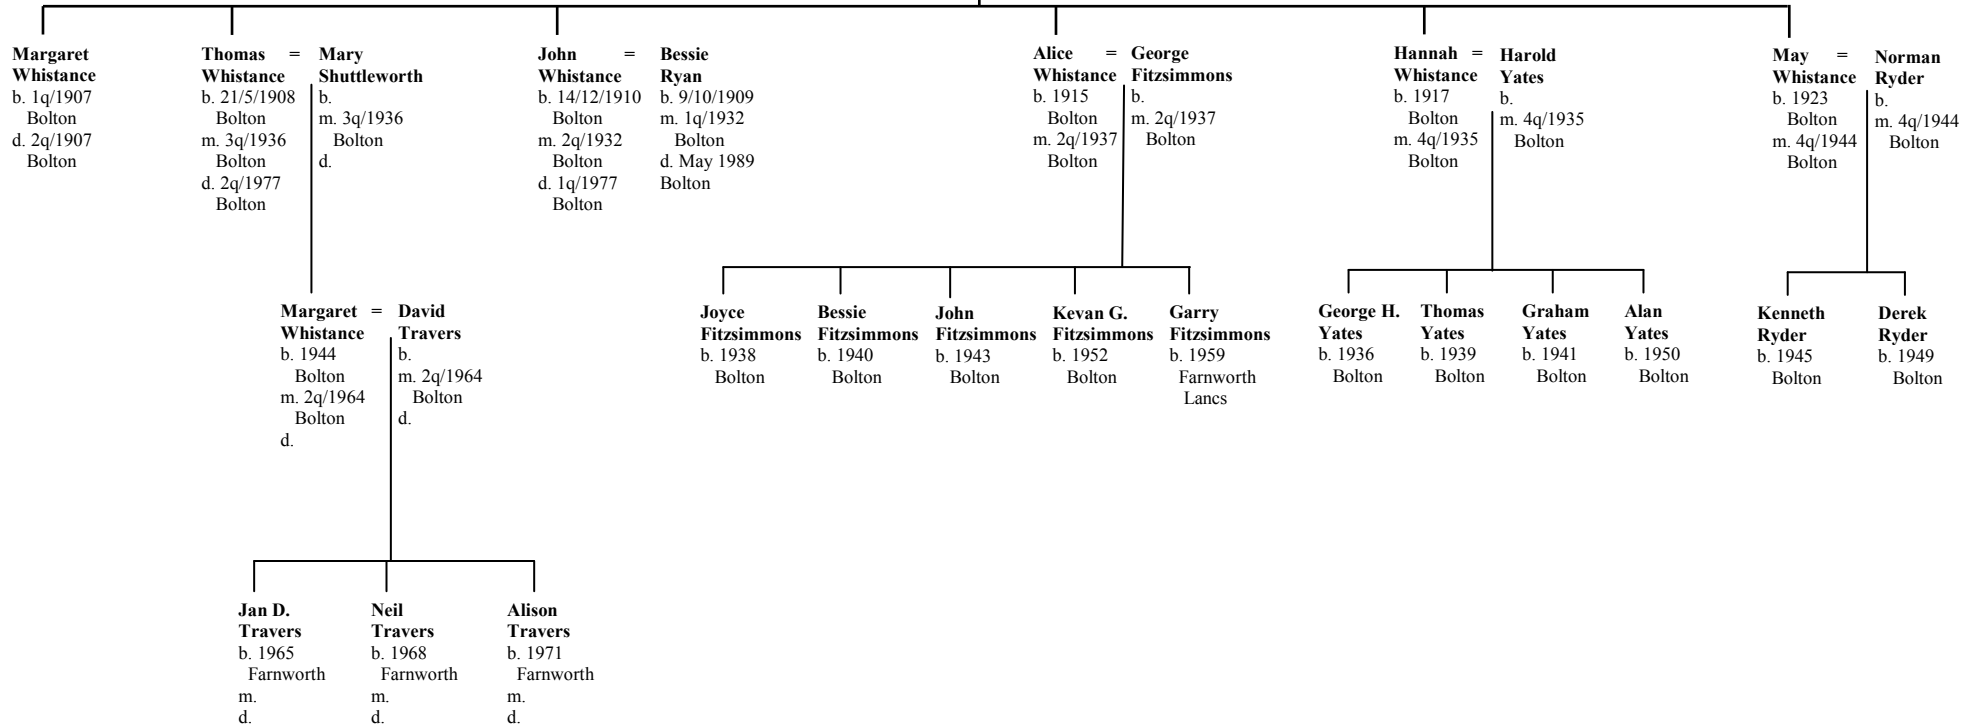 Margaret
Whistance
b. 1q/1907
Bolton
d. 2q/1907
Bolton
Thomas =
Whistance
b. 21/5/1908
Bolton
m. 3q/1936
Bolton
d. 2q/1977
Bolton
Mary
Shuttleworth
b.
m. 3q/1936
Bolton
d.
John =
Whistance
b. 14/12/1910
Bolton
m. 2q/1932
Bolton
d. 1q/1977
Bolton
Bessie
Ryan
b. 9/10/1909
m. 1q/1932
Bolton
d. May 1989
Bolton
Alice =
Whistance
b. 1915
Bolton
m. 2q/1937
Bolton
George
Fitzsimmons
b.
m. 2q/1937
Bolton
Hannah =
Whistance
b. 1917
Bolton
m. 4q/1935
Bolton
Harold
Yates
b.
m. 4q/1935
Bolton
May =
Whistance
b. 1923
Bolton
m. 4q/1944
Bolton
Norman
Ryder
b.
m. 4q/1944
Bolton
Margaret =
Whistance
b. 1944
Bolton
m. 2q/1964
Bolton
d.
David
Travers
b.
m. 2q/1964
Bolton
d.
Joyce
Fitzsimmons
b. 1938
Bolton
Bessie
Fitzsimmons
b. 1940
Bolton
John
Fitzsimmons
b. 1943
Bolton
Kevan G.
Fitzsimmons
b. 1952
Bolton
Garry
Fitzsimmons
b. 1959
Farnworth
Lancs
George H.
Yates
b. 1936
Bolton
Thomas
Yates
b. 1939
Bolton
Graham
Yates
b. 1941
Bolton
Alan
Yates
b. 1950
Bolton
Kenneth
Ryder
b. 1945
Bolton
Derek
Ryder
b. 1949
Bolton
Jan D.
Travers
b. 1965
Farnworth
m.
d.
Neil
Travers
b. 1968
Farnworth
m.
d.
Alison
Travers
b. 1971
Farnworth
m.
d.